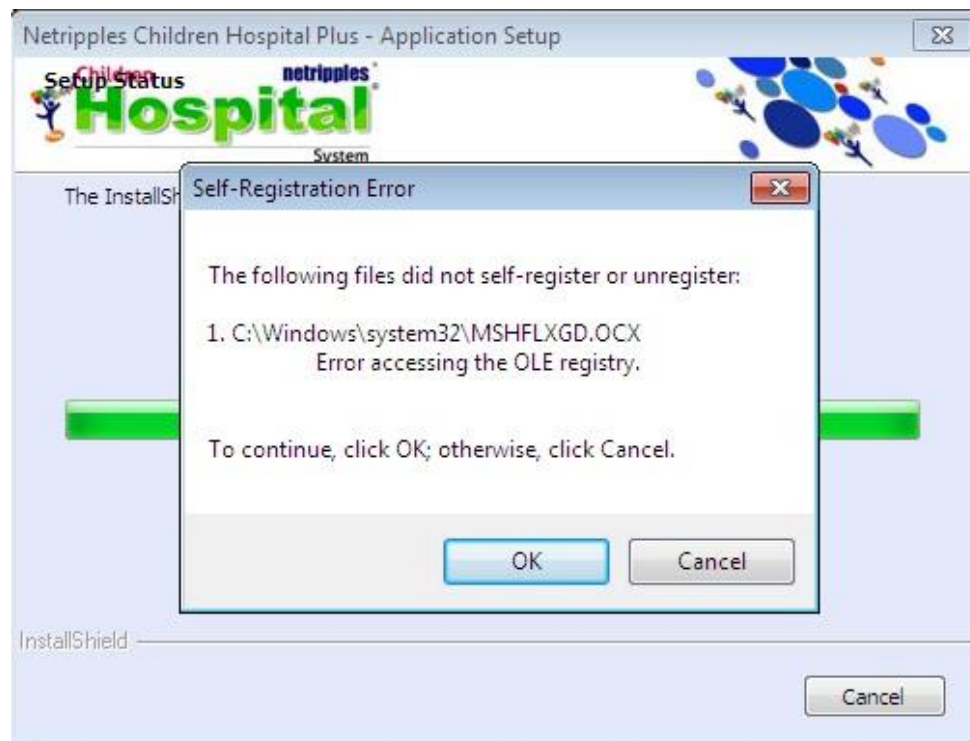 Netripples Children Hospital Plus - Application Setup
Setup Status
Children
netripples
Hospital
System
The InstallSh
Self-Registration Error
The following files did not self-register or unregister:
1. C:\Windows\system32\MSHFLXGD.OCX
Error accessing the OLE registry.
To continue, click OK; otherwise, click Cancel.
OK
Cancel
InstallShield
Cancel